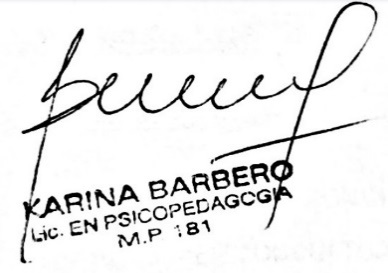 KARINA BARBERO
Lic. EN PSICOPEDAGOGIA
M.P 181